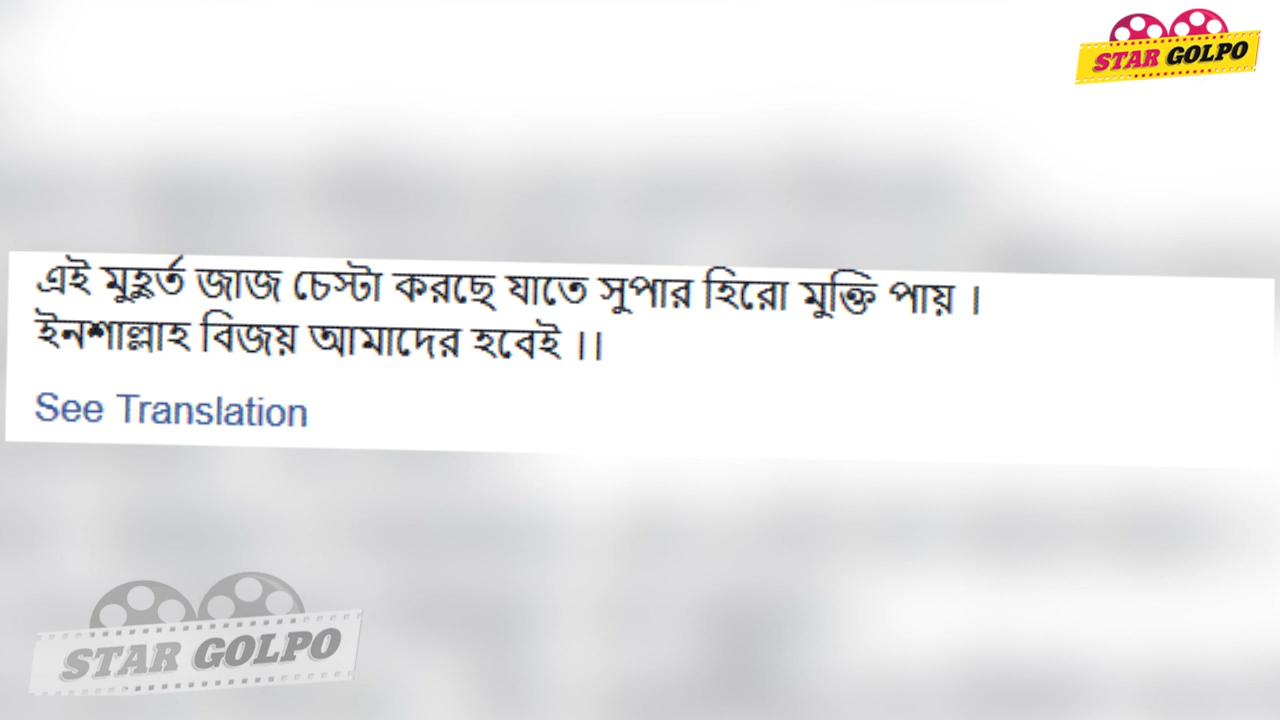 STAR GOLPO
এই মুহূর্ত জাজ চেস্টা করছে যাতে সুপার হিরো মুক্তি পায় ।
ইনশাল্লাহ বিজয় আমাদের হবেই ।।
See Translation
STAR GOLPO